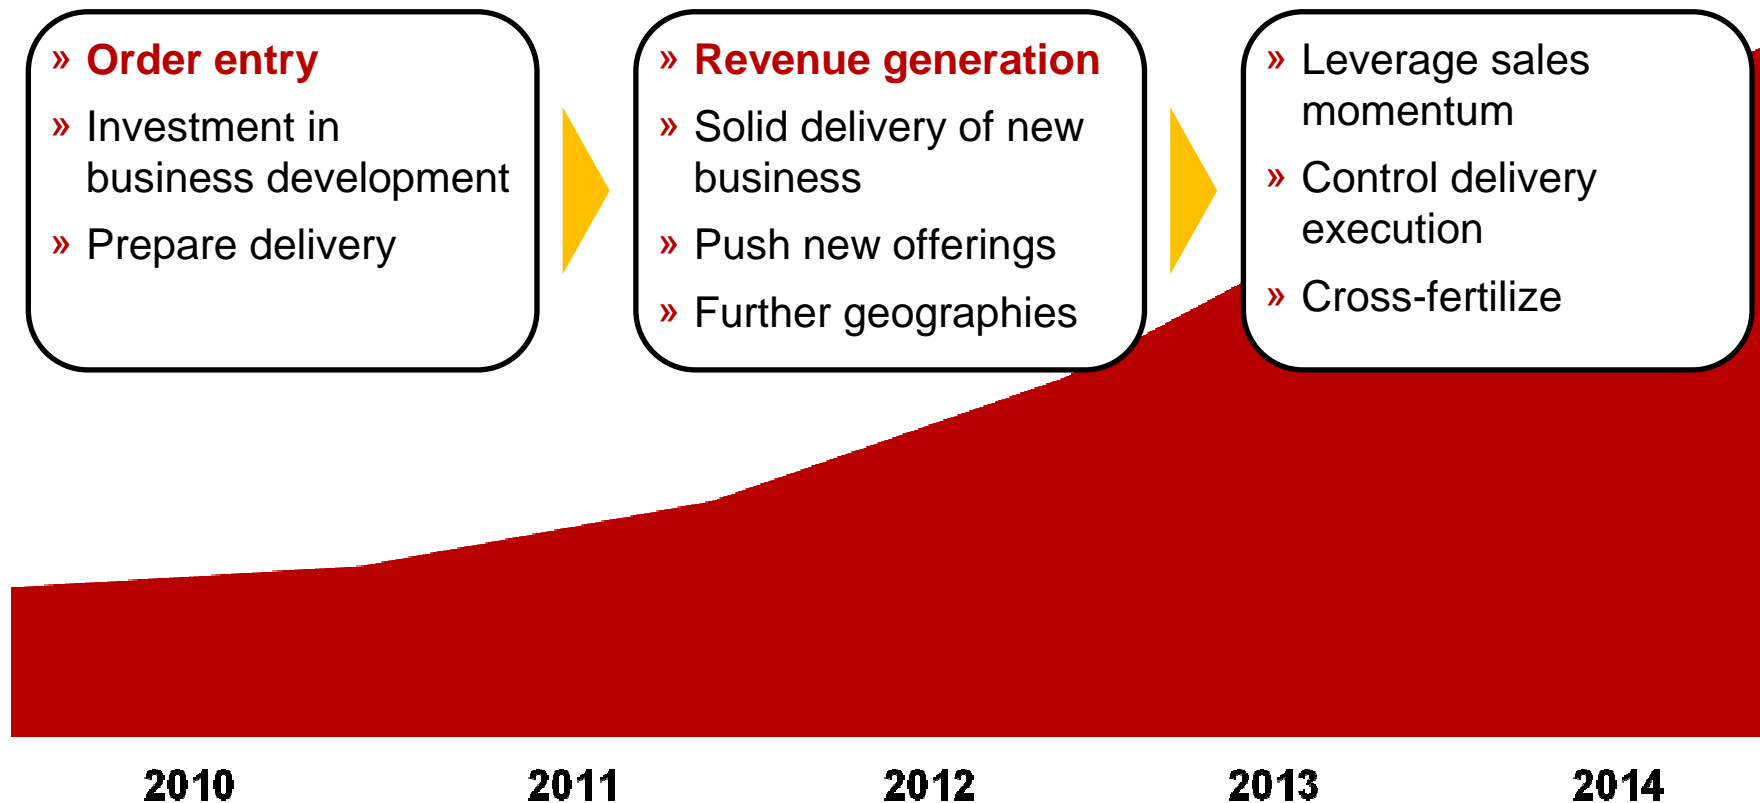 » Order entry
» Investment in
business development
» Prepare delivery
» Revenue generation
» Solid delivery of new
business
» Push new offerings
» Further geographies
» Leverage sales
momentum
» Control delivery
execution
» Cross-fertilize
2010 2011 2012 2013 2014